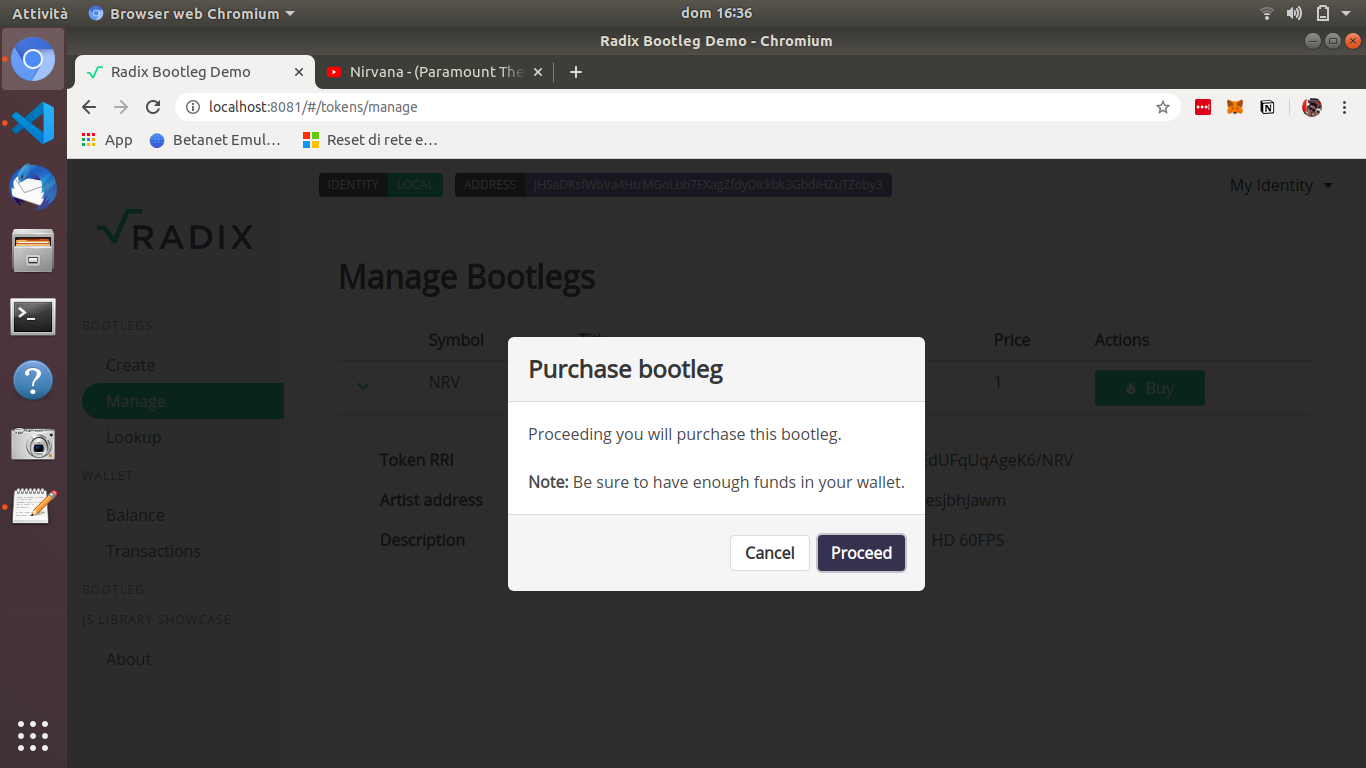 Attività Browser web Chromium dom 16:36
Radix Bootleg Demo - Chromium
Radix Bootleg Demo Nirvana - (Paramount The
localhost:8081/#/tokens/manage
App Betanet Emul... Reset di rete e...
IDENTITY LOCAL ADDRESS My Identity
RADIX
Manage Bootlegs
BOOTLEGS
Create
Manage
Lookup
WALLET
Balance
Transactions
BOOTLEG
JS LIBRARY SHOWCASE
About
Symbol Title Price Actions
NRV 1 Buy
Token RRI EdUFqUqAgeK6/NRV
Artist address esjbhJawm
Description HD 60FPS
Purchase bootleg
Proceeding you will purchase this bootleg.
Note: Be sure to have enough funds in your wallet.
Cancel Proceed